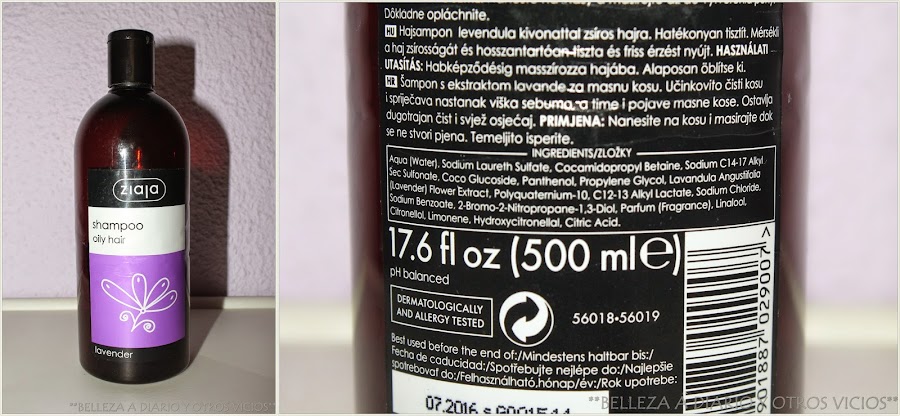 ziaja
shampoo
oily hair
lavender
**BELLEZA A DIARIO Y OTROS VICIOS**
Dôkladne opláchnite.
HU Hajsampon levendula kivonattal zsíros hajra. Hatékonyan tisztít. Mérsékli
a haj zsírosságát és hosszantartóan tiszta és friss érzést nyújt. HASZNÁLATI
UTASÍTÁS: Habképződésig masszírozza hajába. Alaposan öblítse ki.
HR Šampon s ekstraktom lavande za masnu kosu. Učinkovito čisti kosu
i sprječava nastanak viška sebuma, a time i pojave masne kose. Ostavlja
dugotrajan čist i svjež osjećaj. PRIMJENA: Nanesite na kosu i masirajte dok
se ne stvori pjena. Temeljito isperite.
INGREDIENTS/ZLOŽKY
Aqua (Water), Sodium Laureth Sulfate, Cocamidopropyl Betaine, Sodium C14-17 Alkyl
Sec Sulfonate, Coco Glucoside, Panthenol, Propylene Glycol, Lavandula Angustifolia
(Lavender) Flower Extract, Polyquaternium-10, C12-13 Alkyl Lactate, Sodium Chloride,
Sodium Benzoate, 2-Bromo-2-Nitropropane-1,3-Diol, Parfum (Fragrance), Linalool,
Citronellol, Limonene, Hydroxycitronellal, Citric Acid.
17.6 fl oz (500 ml ℮)
pH balanced
DERMATOLOGICALLY
AND ALLERGY TESTED
56018•56019
Best used before the end of:/Mindestens haltbar bis:/
Fecha de caducidad:/Spotřebujte nejlépe do:/Najlepšie
spotrebovať do:/Felhasználható.hónap/év:/Rok upotrebe:
07.2016
901887 029007 >
**BELLEZA A DIARIO Y OTROS VICIOS**